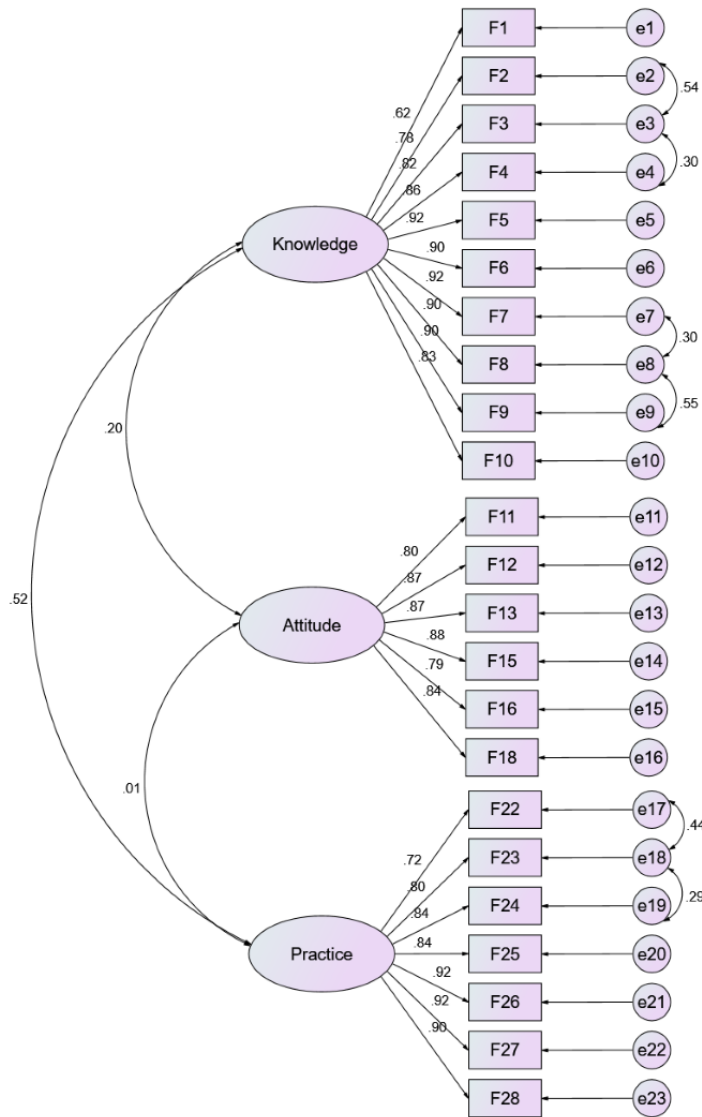 F1 e1
F2 e2
.54
F3 e3
.62
.78
.30
.82
F4 e4
.86
.92
F5 e5
Knowledge
.90
F6 e6
.92
.90
F7 e7
.90
.30
.83
F8 e8
.55
F9 e9
.20
F10 e10
F11 e11
.80
F12 e12
.87
.52
.87
F13 e13
Attitude
.88
F15 e14
.79
.84
F16 e15
F18 e16
.01
F22 e17
.44
.72
F23 e18
.80
.29
.84
F24 e19
.84
Practice
F25 e20
.92
.92
F26 e21
.90
F27 e22
F28 e23